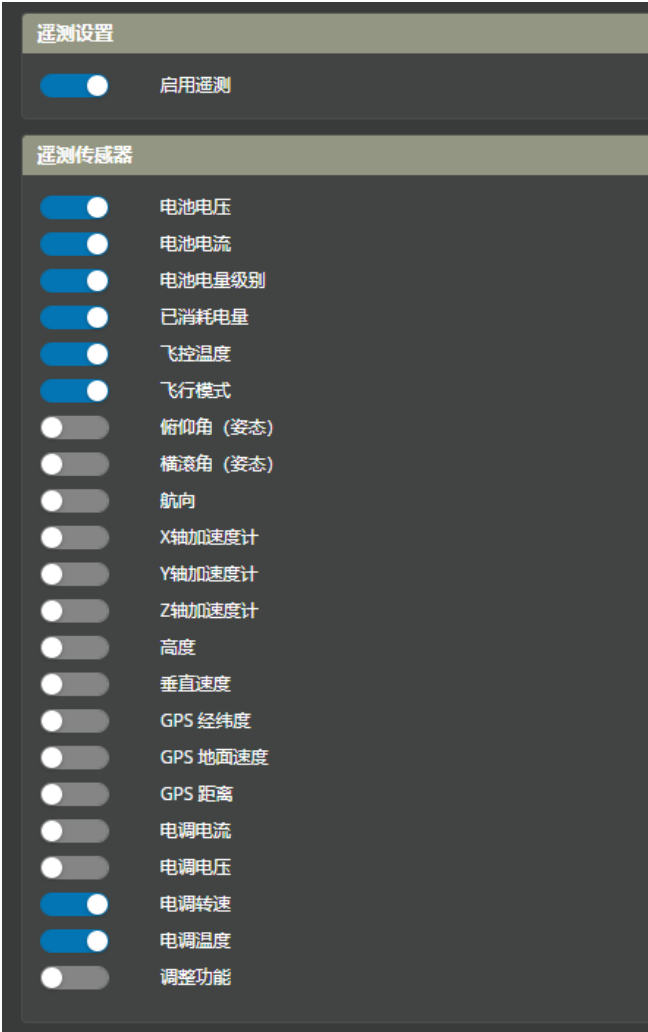 遥测设置
启用遥测
遥测传感器
电池电压
电池电流
电池电量级别
已消耗电量
飞控温度
飞行模式
俯仰角（姿态）
横滚角（姿态）
航向
X轴加速度计
Y轴加速度计
Z轴加速度计
高度
垂直速度
GPS 经纬度
GPS 地面速度
GPS 距离
电调电流
电调电压
电调转速
电调温度
调整功能